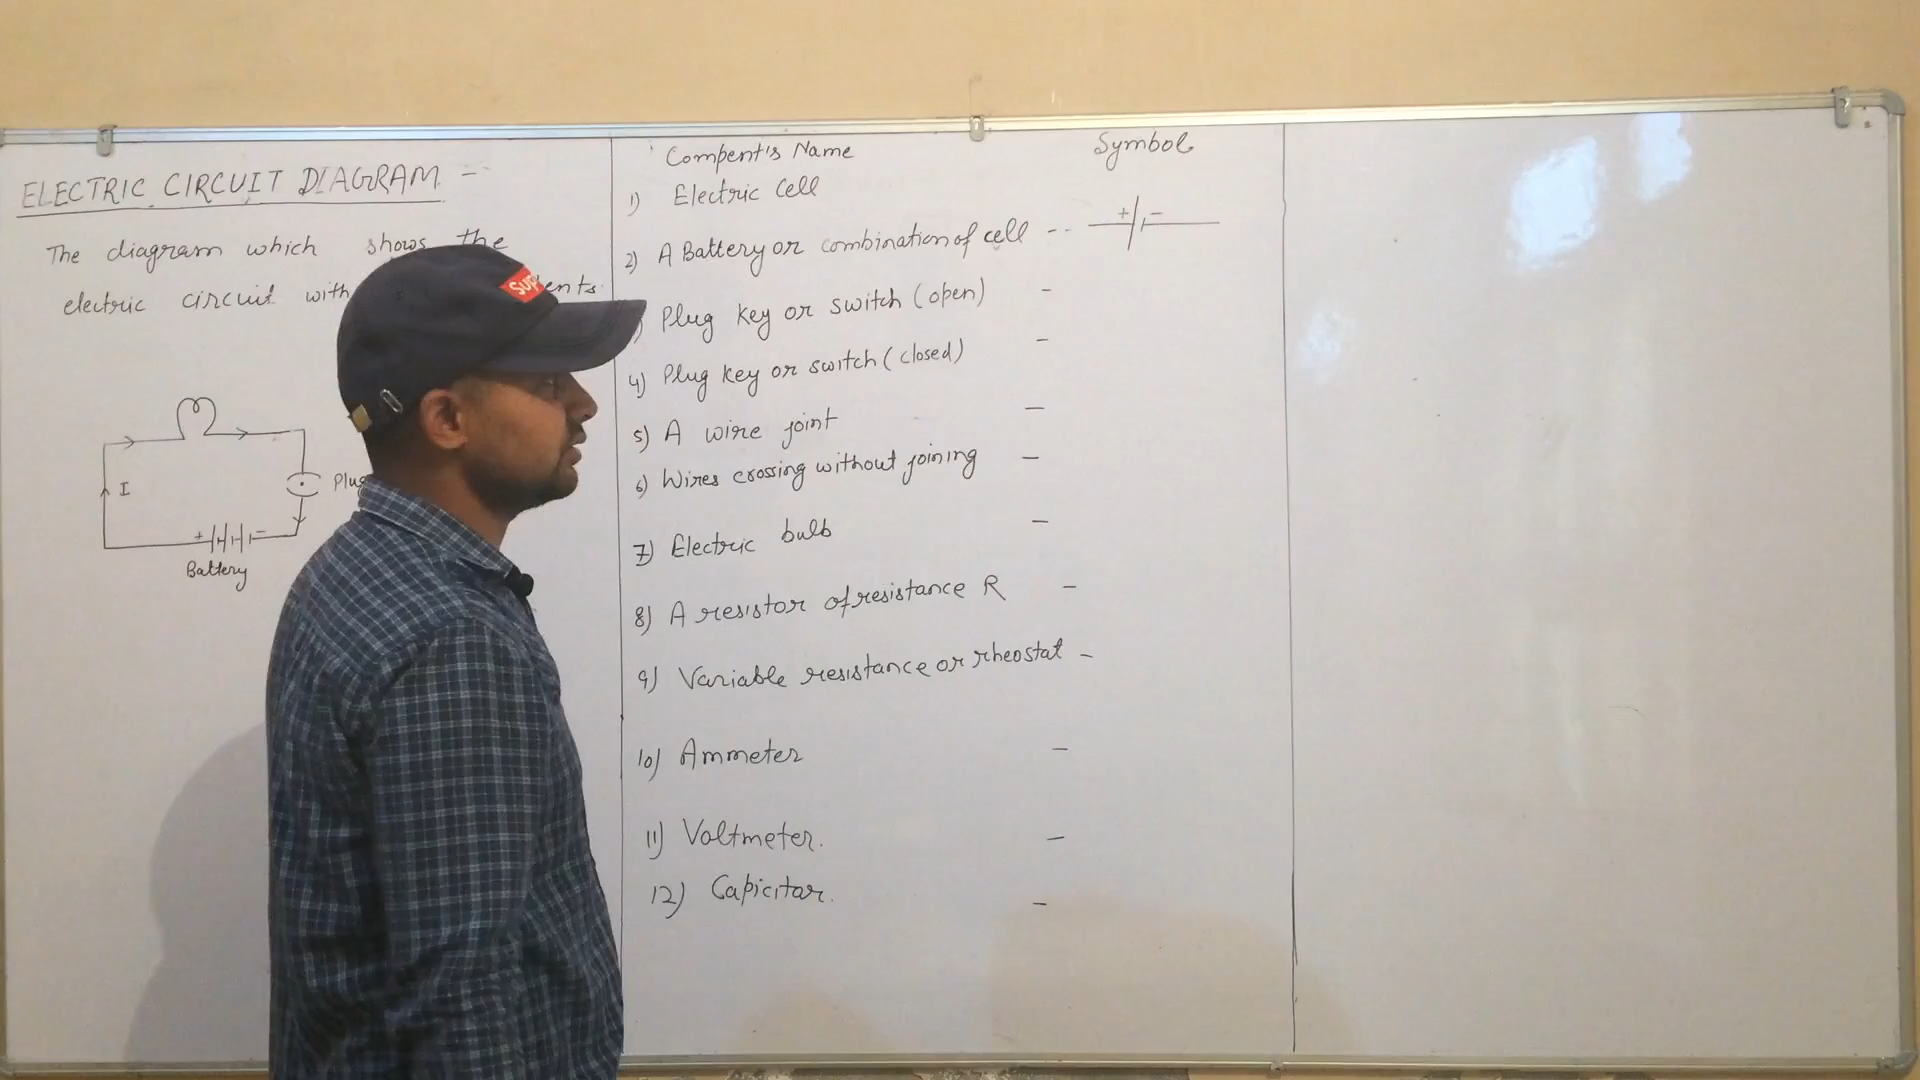 ELECTRIC CIRCUIT DIAGRAM -
The diagram which shows the
electric circuit with
I
+ -
Battery
Sup
Compent's Name Symbol
1) Electric cell
2) A Battery or combination of cell -- + -
Plug key or switch (open) -
4) Plug key or switch (closed) -
5) A wire joint -
6) Wires crossing without joining -
7) Electric bulb -
8) A resistor of resistance R -
9) Variable resistance or rheostat -
10) Ammeter -
11) Voltmeter. -
12) Capicitar. -